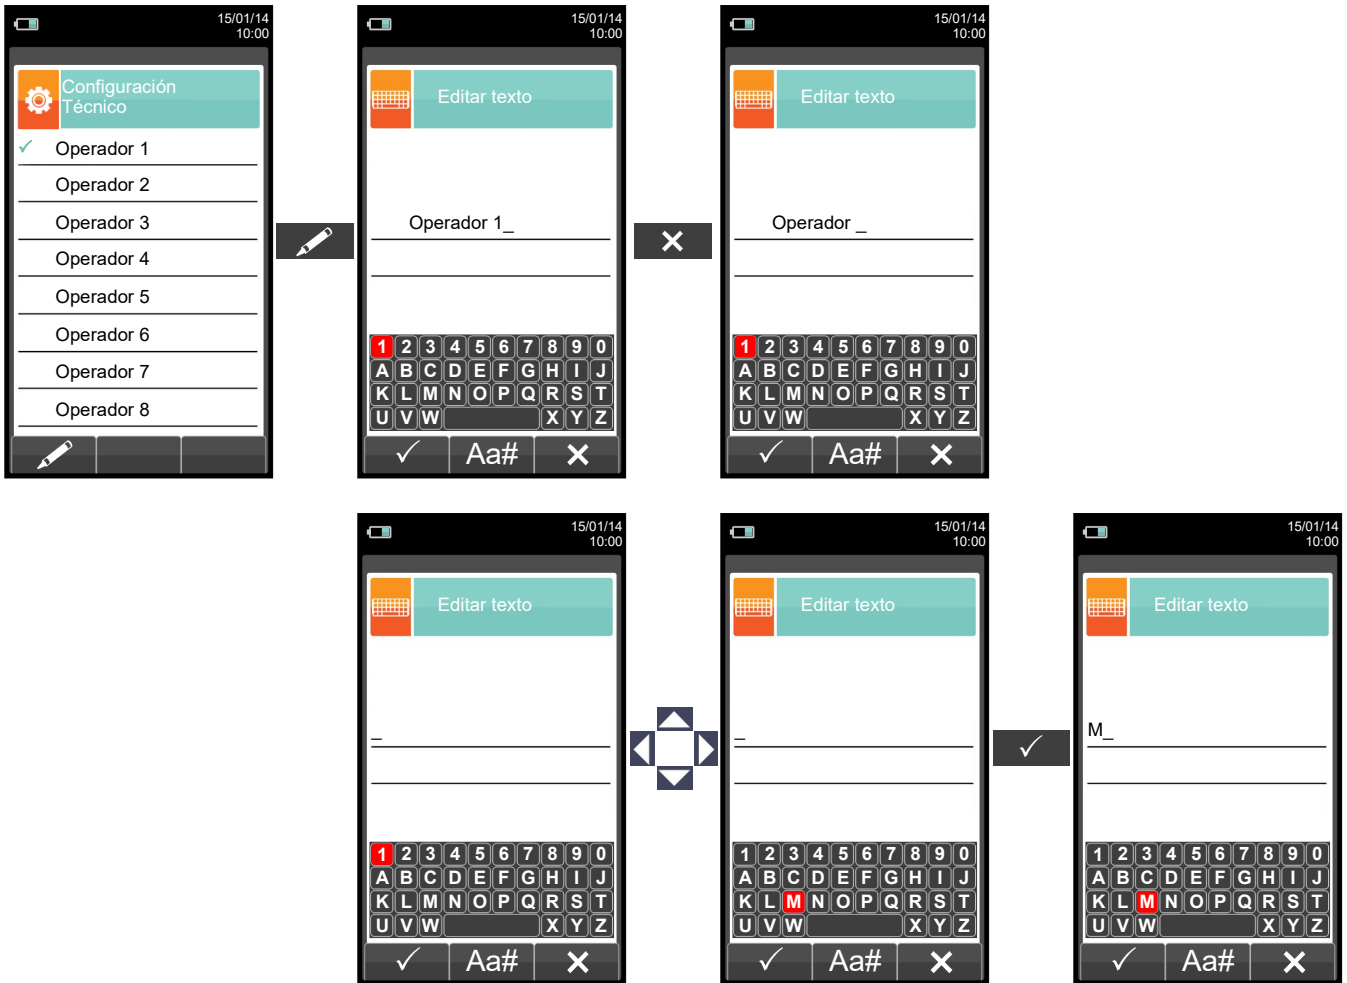 15/01/14
10:00
Configuración
Técnico
Operador 1
Operador 2
Operador 3
Operador 4
Operador 5
Operador 6
Operador 7
Operador 8
15/01/14
10:00
Editar texto
Operador 1_
1 2 3 4 5 6 7 8 9 0
A B C D E F G H I J
K L M N O P Q R S T
U V W X Y Z
Aa#
15/01/14
10:00
Editar texto
Operador _
1 2 3 4 5 6 7 8 9 0
A B C D E F G H I J
K L M N O P Q R S T
U V W X Y Z
Aa#
15/01/14
10:00
Editar texto
_
1 2 3 4 5 6 7 8 9 0
A B C D E F G H I J
K L M N O P Q R S T
U V W X Y Z
Aa#
15/01/14
10:00
Editar texto
_
1 2 3 4 5 6 7 8 9 0
A B C D E F G H I J
K L M N O P Q R S T
U V W X Y Z
Aa#
15/01/14
10:00
Editar texto
M_
1 2 3 4 5 6 7 8 9 0
A B C D E F G H I J
K L M N O P Q R S T
U V W X Y Z
Aa#